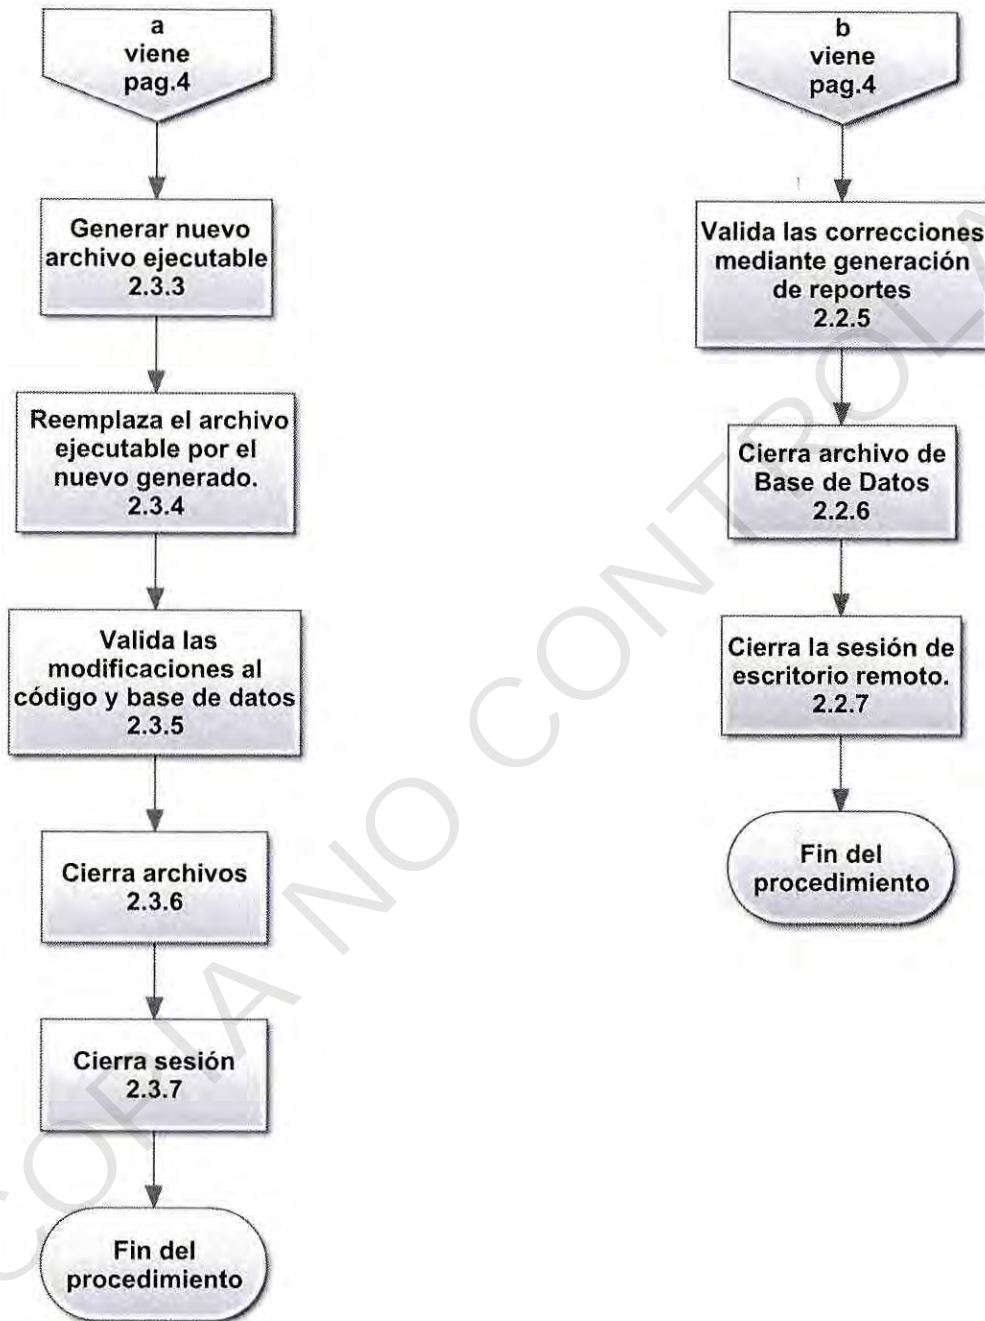 a
viene
pag.4
Generar nuevo
archivo ejecutable
2.3.3
Reemplaza el archivo
ejecutable por el
nuevo generado.
2.3.4
Valida las
modificaciones al
código y base de datos
2.3.5
Cierra archivos
2.3.6
Cierra sesión
2.3.7
Fin del
procedimiento
b
viene
pag.4
Valida las correcciones
mediante generación
de reportes
2.2.5
Cierra archivo de
Base de Datos
2.2.6
Cierra la sesión de
escritorio remoto.
2.2.7
Fin del
procedimiento
COPIA NO CONTROLA